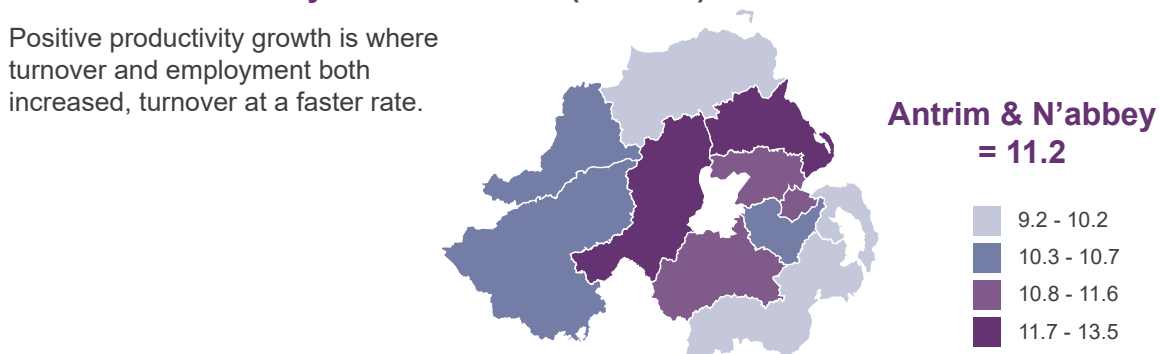 Positive productivity growth is where
turnover and employment both
increased, turnover at a faster rate.
Antrim & N’abbey
= 11.2
9.2 - 10.2
10.3 - 10.7
10.8 - 11.6
11.7 - 13.5